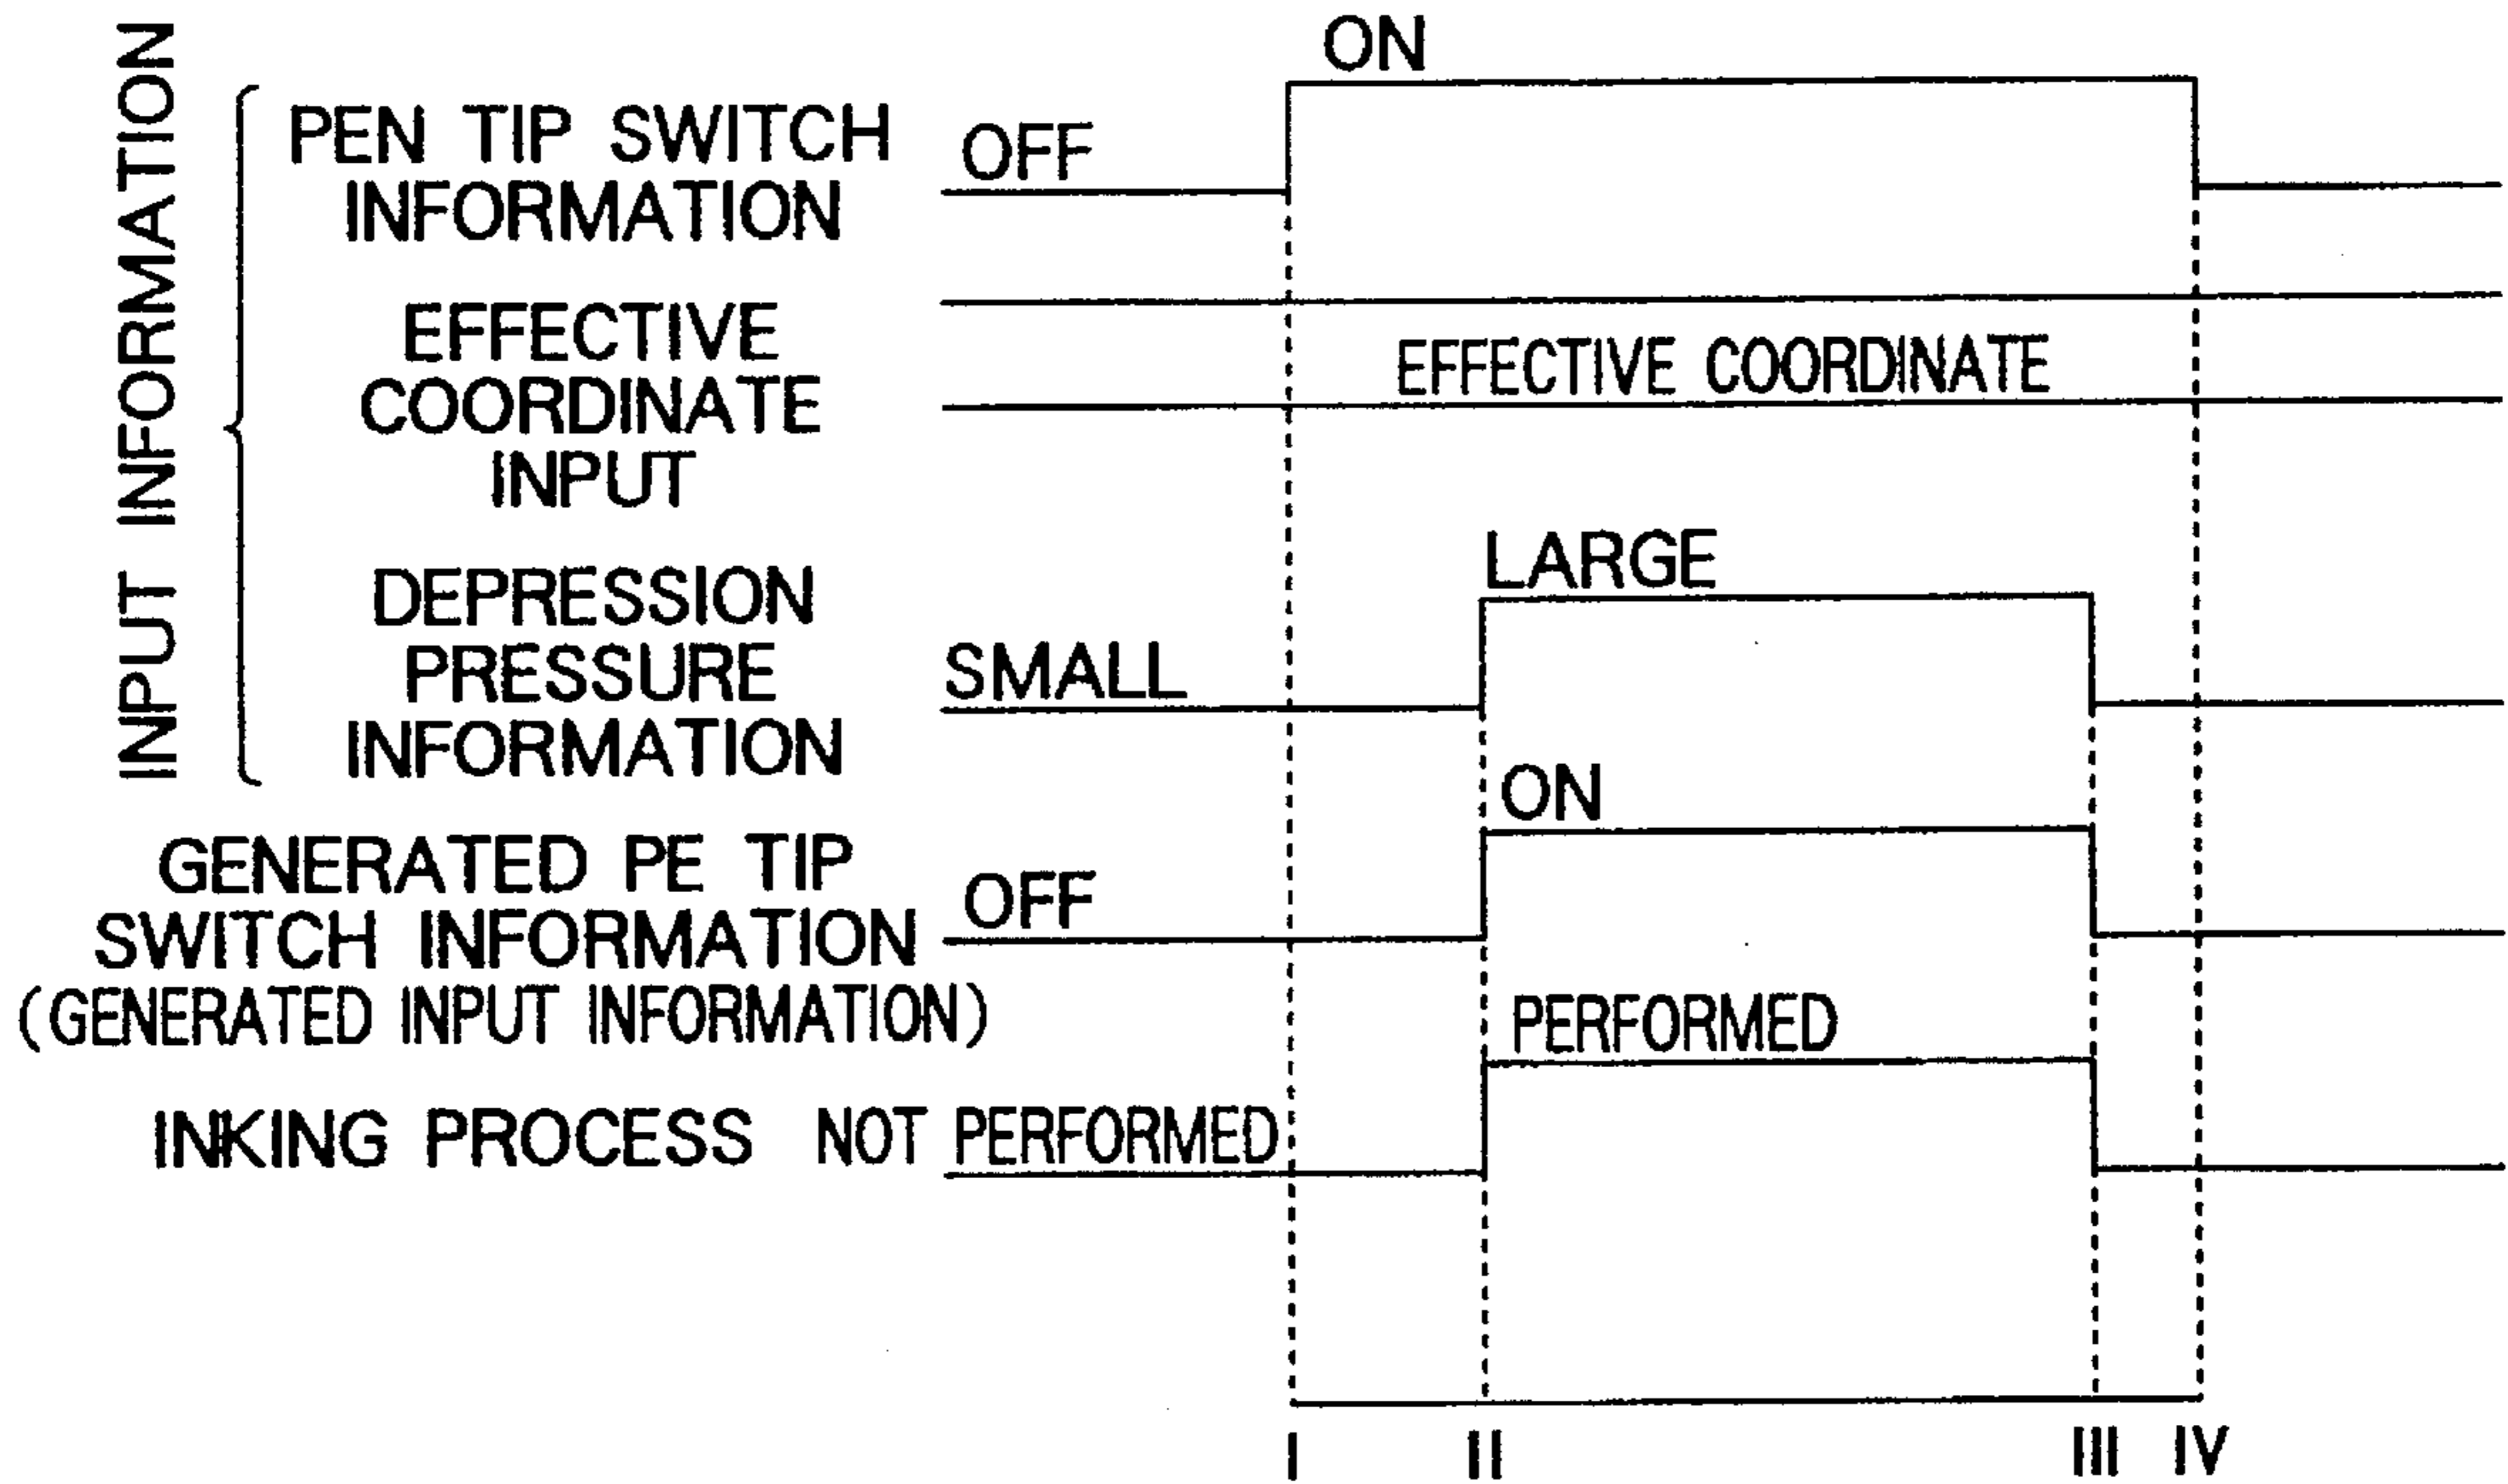 INPUT INFORMATION
ON
PEN TIP SWITCH
INFORMATION
OFF
EFFECTIVE
COORDINATE
INPUT
EFFECTIVE COORDINATE
DEPRESSION
PRESSURE
INFORMATION
SMALL
LARGE
GENERATED PE TIP
SWITCH INFORMATION
(GENERATED INPUT INFORMATION)
OFF
ON
INKING PROCESS
NOT PERFORMED
PERFORMED
I
II
III
IV